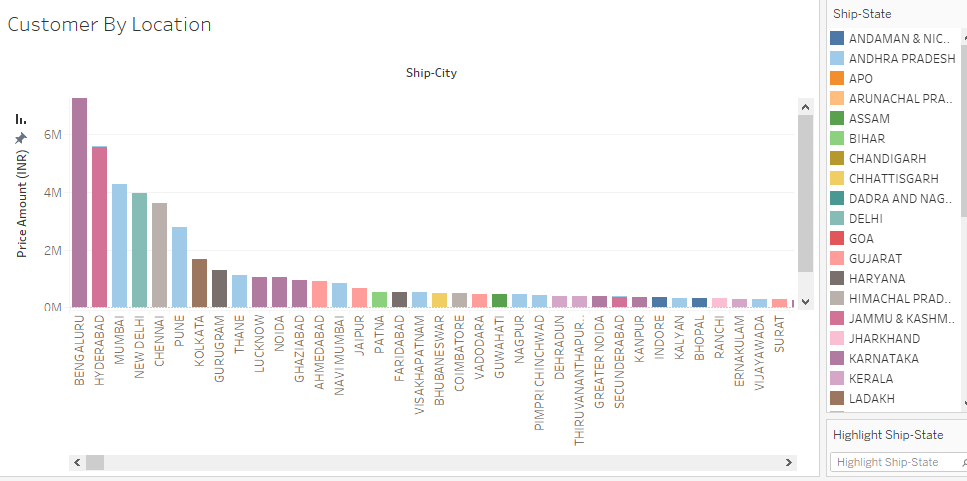 Customer By Location
Ship-City
Price Amount (INR)
6M
4M
2M
0M
BENGALURU
HYDERABAD
MUMBAI
NEW DELHI
CHENNAI
PUNE
KOLKATA
GURUGRAM
THANE
LUCKNOW
NOIDA
GHAZIABAD
AHMEDABAD
NAVI MUMBAI
JAIPUR
PATNA
FARIDABAD
VISAKHAPATNAM
BHUBANESWAR
COIMBATORE
VADODARA
GUWAHATI
NAGPUR
PIMPRI CHINCHWAD
DEHRADUN
THIRUVANANTHAPUR..
GREATER NOIDA
SECUNDERABAD
KANPUR
INDORE
KALYAN
BHOPAL
RANCHI
ERNAKULAM
VIJAYAWADA
SURAT
Ship-State
ANDAMAN & NIC..
ANDHRA PRADESH
APO
ARUNACHAL PRA..
ASSAM
BIHAR
CHANDIGARH
CHHATTISGARH
DADRA AND NAG..
DELHI
GOA
GUJARAT
HARYANA
HIMACHAL PRAD..
JAMMU & KASHM..
JHARKHAND
KARNATAKA
KERALA
LADAKH
Highlight Ship-State
Highlight Ship-State